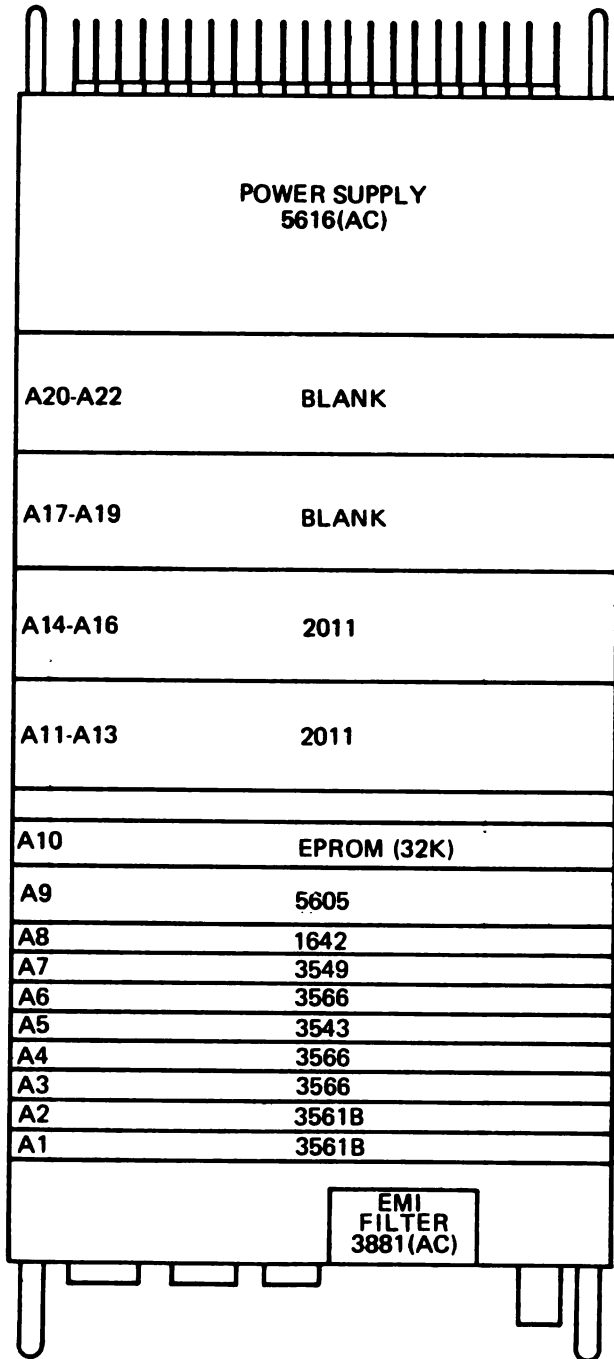 POWER SUPPLY
5616(AC)
A20-A22 BLANK
A17-A19 BLANK
A14-A16 2011
A11-A13 2011
A10 EPROM (32K)
A9 5605
A8 1642
A7 3549
A6 3566
A5 3543
A4 3566
A3 3566
A2 3561B
A1 3561B
EMI
FILTER
3881(AC)